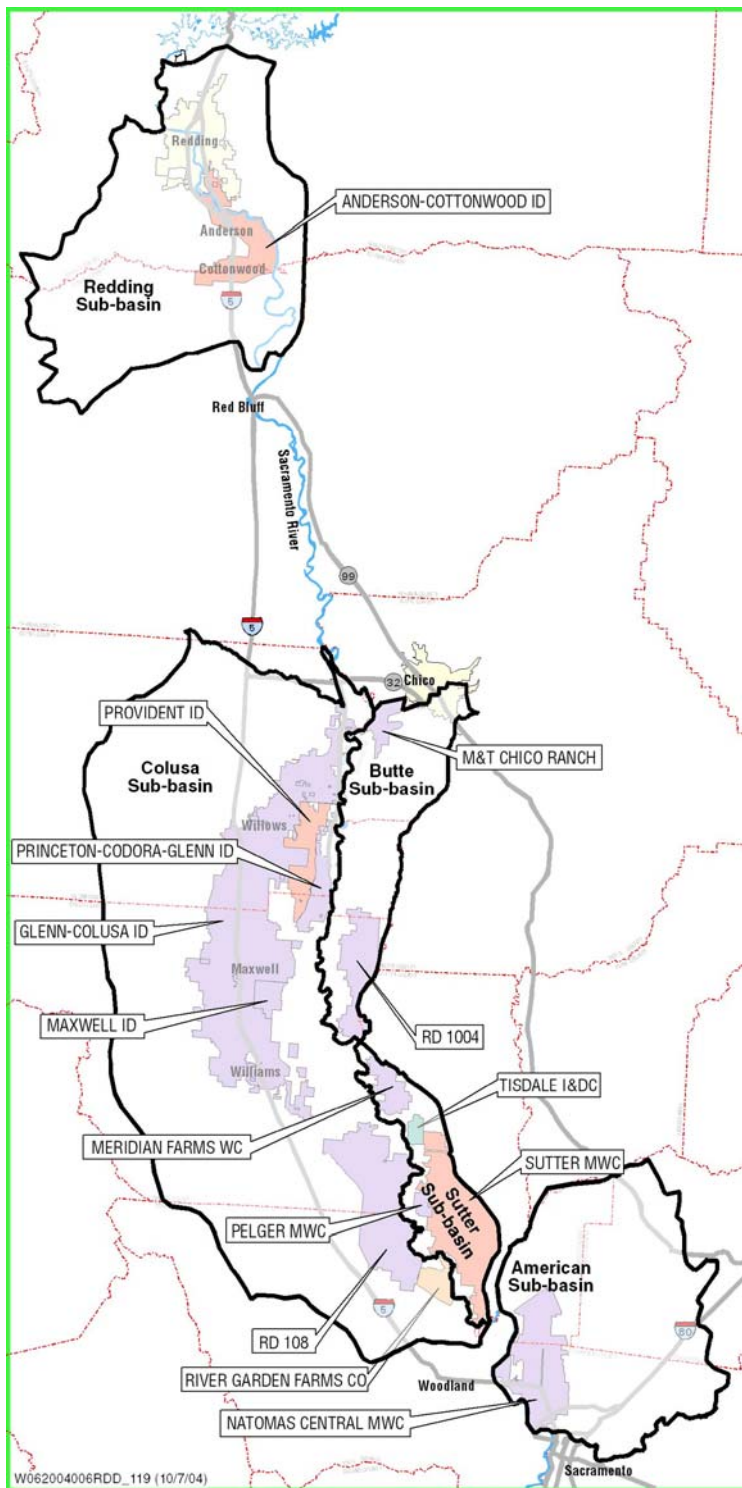 Redding
ANDERSON-COTTONWOOD ID
Anderson
Cottonwood
Redding
Sub-basin
5
Red Bluff
Sacramento River
99
5
Chico
32
PROVIDENT ID
M&T CHICO RANCH
Colusa
Sub-basin
Butte
Sub-basin
Willows
PRINCETON-CODORA-GLENN ID
GLENN-COLUSA ID
Maxwell
MAXWELL ID
RD 1004
Williams
TISDALE I&DC
MERIDIAN FARMS WC
SUTTER MWC
Sutter
Sub-basin
PELGER MWC
American
Sub-basin
5
80
RD 108
RIVER GARDEN FARMS CO
Woodland
NATOMAS CENTRAL MWC
Sacramento
W062004006RDD_119 (10/7/04)